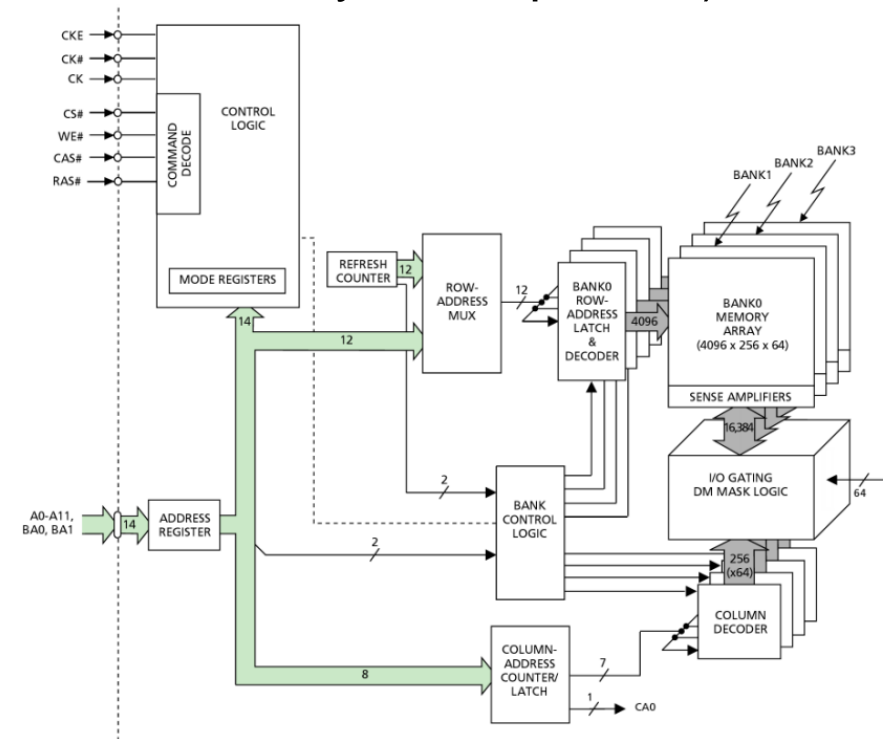 CKE
CK#
CK
CS#
WE#
CAS#
RAS#
COMMAND
DECODE
CONTROL
LOGIC
MODE REGISTERS
BANK3
BANK2
BANK1
REFRESH
COUNTER
12
ROW-
ADDRESS
MUX
12
BANK0
ROW-
ADDRESS
LATCH
&
DECODER
4096
BANK0
MEMORY
ARRAY
(4096 x 256 x 64)
SENSE AMPLIFIERS
14
12
16,384
I/O GATING
DM MASK LOGIC
64
2
BANK
CONTROL
LOGIC
A0-A11,
BA0, BA1
14
ADDRESS
REGISTER
2
256
(x64)
COLUMN
DECODER
COLUMN-
ADDRESS
COUNTER/
LATCH
8
7
1
CA0